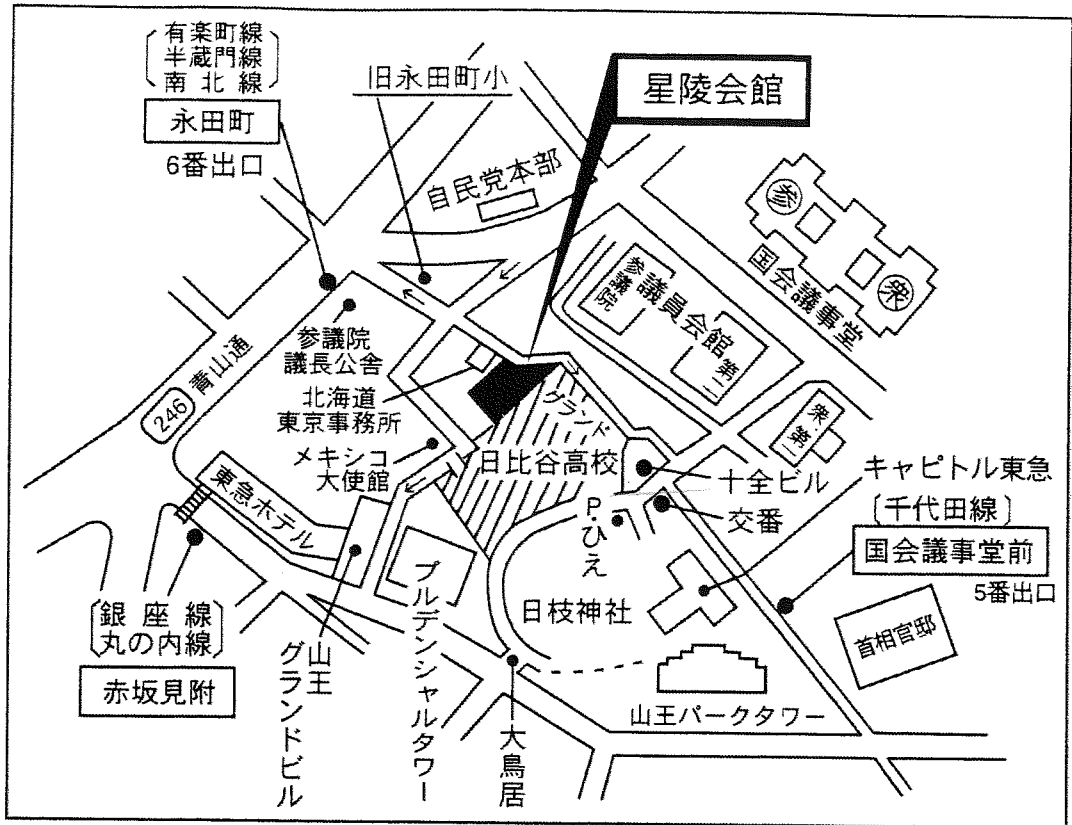 有楽町線
半蔵門線
南北線
永田町
6番出口
旧永田町小
星陵会館
自民党本部
参
衆
国会議事堂
参議院
議員会館
第二
衆・第一
参議院
議長公舎
246
青山通
北海道
東京事務所
グランド
メキシコ
大使館
日比谷高校
十全ビル
キャピトル東急
〔千代田線〕
交番
国会議事堂前
5番出口
P・ひえ
東急ホテル
日枝神社
首相官邸
銀座線
丸の内線
赤坂見附
山王
グランドビル
プルデンシャルタワー
大鳥居
山王パークタワー